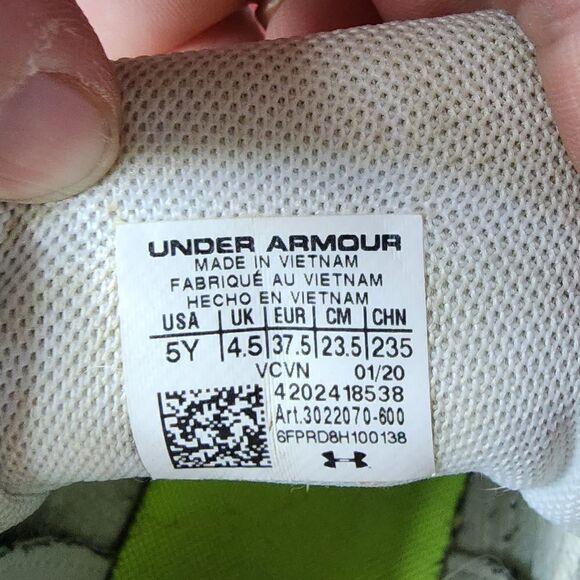 UNDER ARMOUR
MADE IN VIETNAM
FABRIQUÉ AU VIETNAM
HECHO EN VIETNAM
USA UK EUR CM CHN
5Y 4.5 37.5 23.5 235
VCVN 01/20
4202418538
Art.3022070-600
6FPRD8H100138